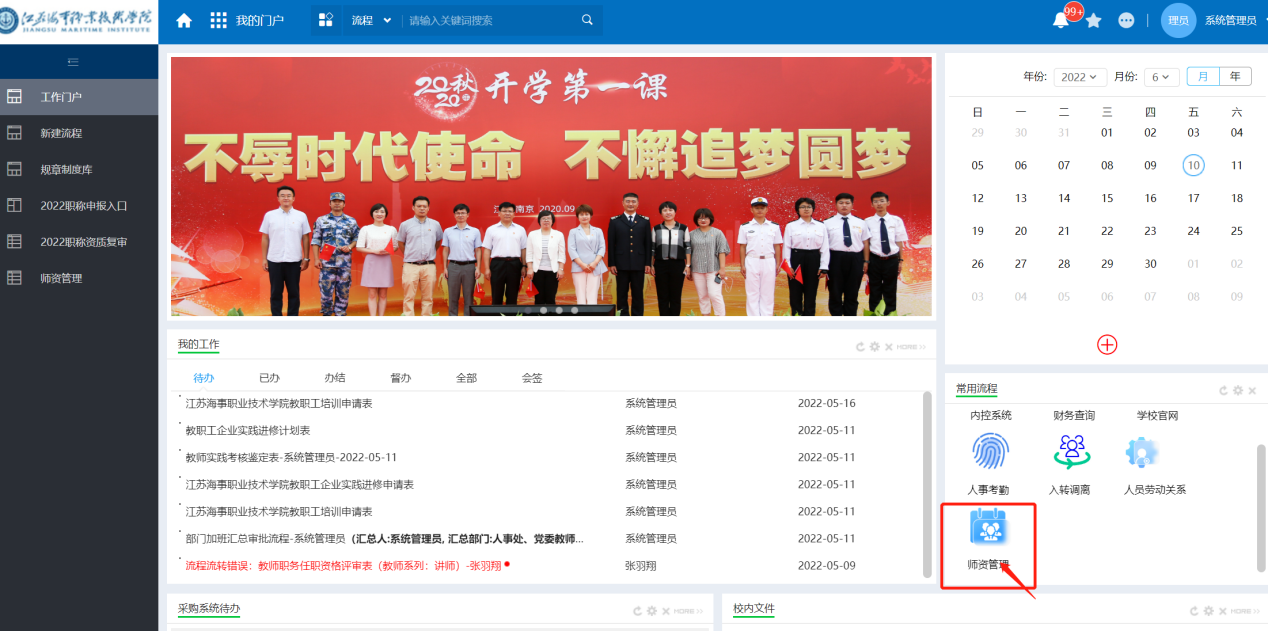 江苏海事职业技术学院
JIANGSU MARITIME INSTITUTE
我的门户
流程
请输入关键词搜索
99+
理员
系统管理员
工作门户
新建流程
规章制度库
2022职称申报入口
2022职称资质复审
师资管理
2020秋
开学第一课
不辱时代使命 不懈追梦圆梦
江苏·南京 2020.09
年份: 2022 月份: 6 月 年
日 一 二 三 四 五 六
29 30 31 01 02 03 04
05 06 07 08 09 10 11
12 13 14 15 16 17 18
19 20 21 22 23 24 25
26 27 28 29 30 01 02
03 04 05 06 07 08 09
我的工作
MORE >>
待办 已办 办结 督办 全部 会签
江苏海事职业技术学院教职工培训申请表 系统管理员 2022-05-16
教职工企业实践进修计划表 系统管理员 2022-05-11
教师实践考核鉴定表-系统管理员-2022-05-11 系统管理员 2022-05-11
江苏海事职业技术学院教职工企业实践进修申请表 系统管理员 2022-05-11
江苏海事职业技术学院教职工培训申请表 系统管理员 2022-05-11
部门加班汇总审批流程-系统管理员（汇总人:系统管理员, 汇总部门:人事处、党委教师... 系统管理员 2022-05-11
流程流转错误：教师职务任职资格评审表（教师系列：讲师）-张羽翔 张羽翔 2022-05-09
常用流程
内控系统 财务查询 学校官网
人事考勤 入转调离 人员劳动关系
师资管理
采购系统待办
MORE >>
校内文件
MORE >>